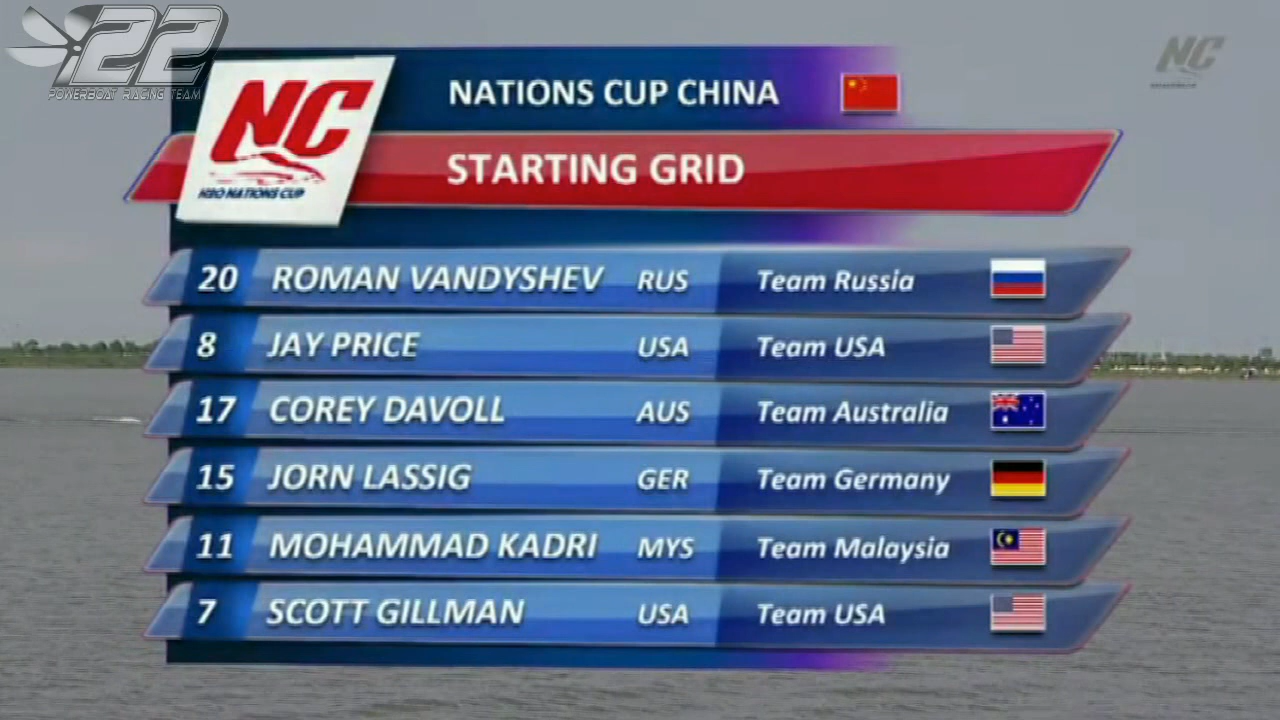 22
POWERBOAT RACING TEAM
NC
NC
H2O NATIONS CUP
NATIONS CUP CHINA
STARTING GRID
20 ROMAN VANDYSHEV RUS Team Russia
8 JAY PRICE USA Team USA
17 COREY DAVOLL AUS Team Australia
15 JORN LASSIG GER Team Germany
11 MOHAMMAD KADRI MYS Team Malaysia
7 SCOTT GILLMAN USA Team USA